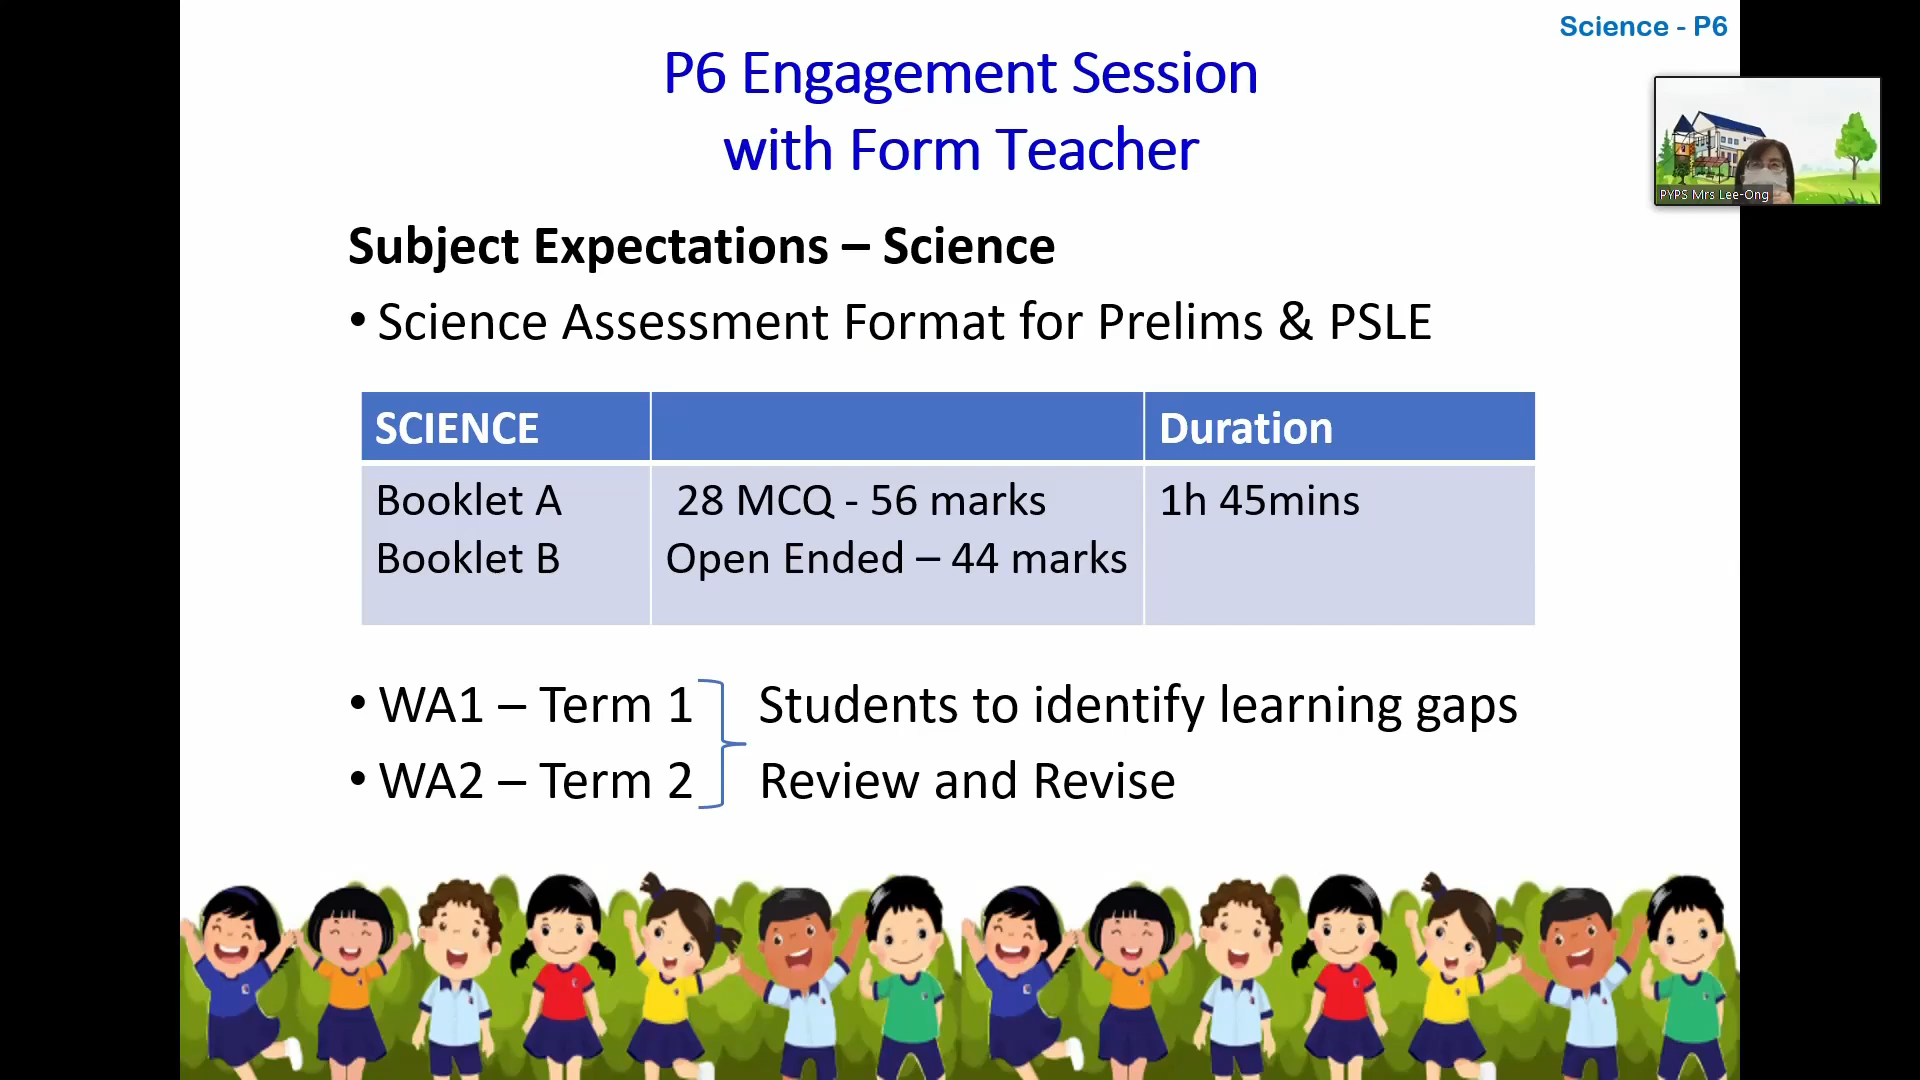 Science - P6
P6 Engagement Session
with Form Teacher
PYPS Mrs Lee-Ong
Subject Expectations – Science
• Science Assessment Format for Prelims & PSLE
SCIENCE Duration
Booklet A 28 MCQ - 56 marks 1h 45mins
Booklet B Open Ended – 44 marks
• WA1 – Term 1 Students to identify learning gaps
• WA2 – Term 2 Review and Revise